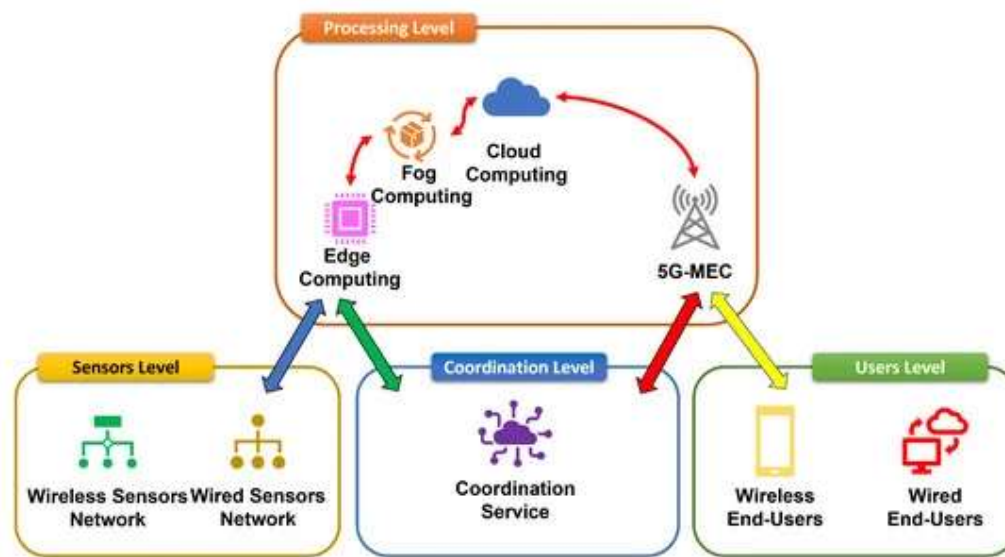 Processing Level
Cloud
Computing
Fog
Computing
Edge
Computing
5G-MEC
Sensors Level
Coordination Level
Users Level
Wireless Sensors
Network
Wired Sensors
Network
Coordination
Service
Wireless
End-Users
Wired
End-Users